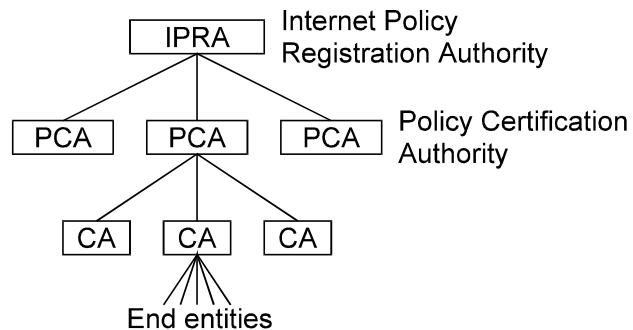 IPRA
Internet Policy
Registration Authority
PCA
PCA
PCA
Policy Certification
Authority
CA
CA
CA
End entities